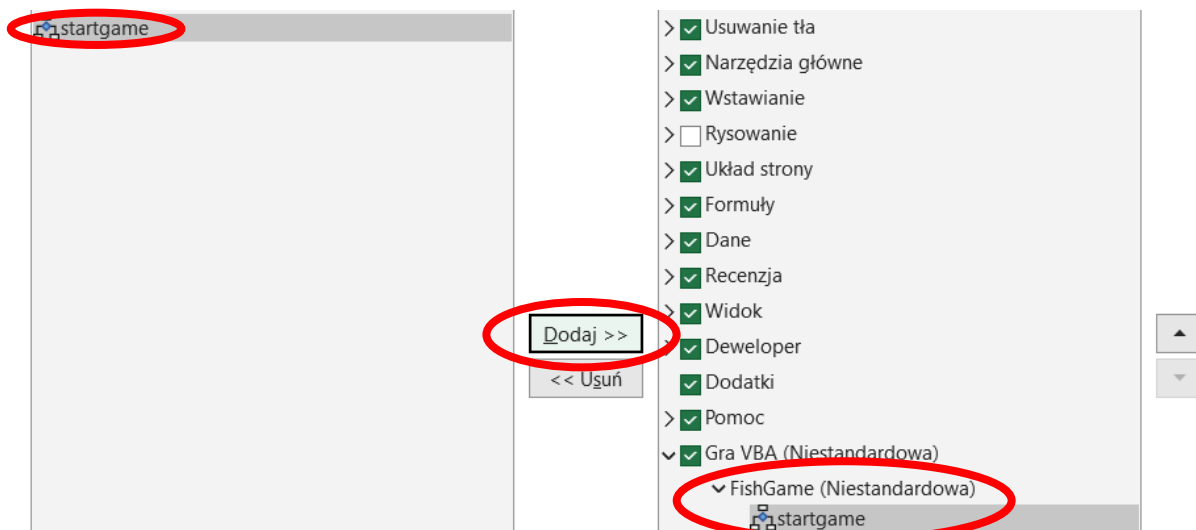 startgame
Dodaj >>
<< Usuń
Usuwanie tła
Narzędzia główne
Wstawianie
Rysowanie
Układ strony
Formuły
Dane
Recenzja
Widok
Deweloper
Dodatki
Pomoc
Gra VBA (Niestandardowa)
FishGame (Niestandardowa)
startgame